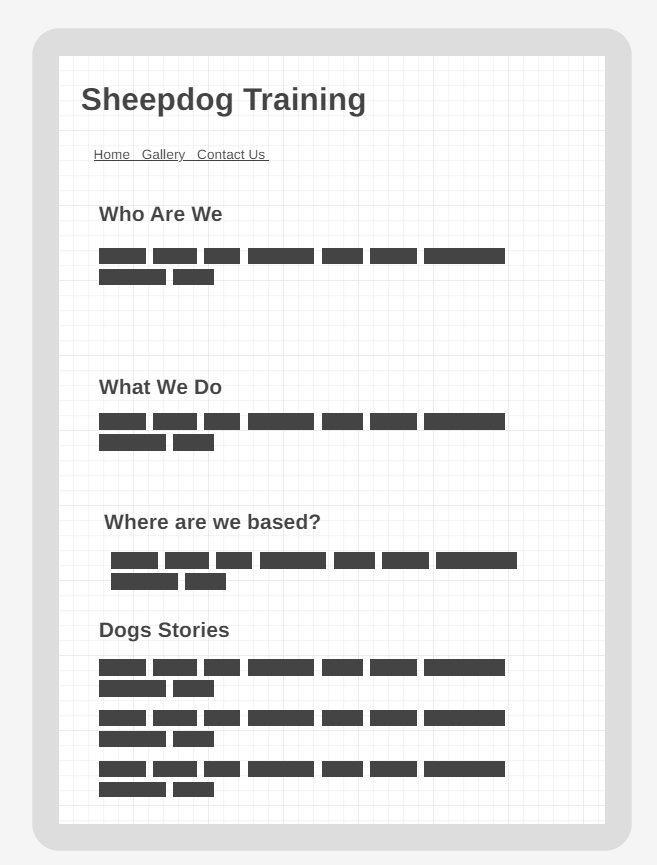 Sheepdog Training
Home Gallery Contact Us
Who Are We
What We Do
Where are we based?
Dogs Stories